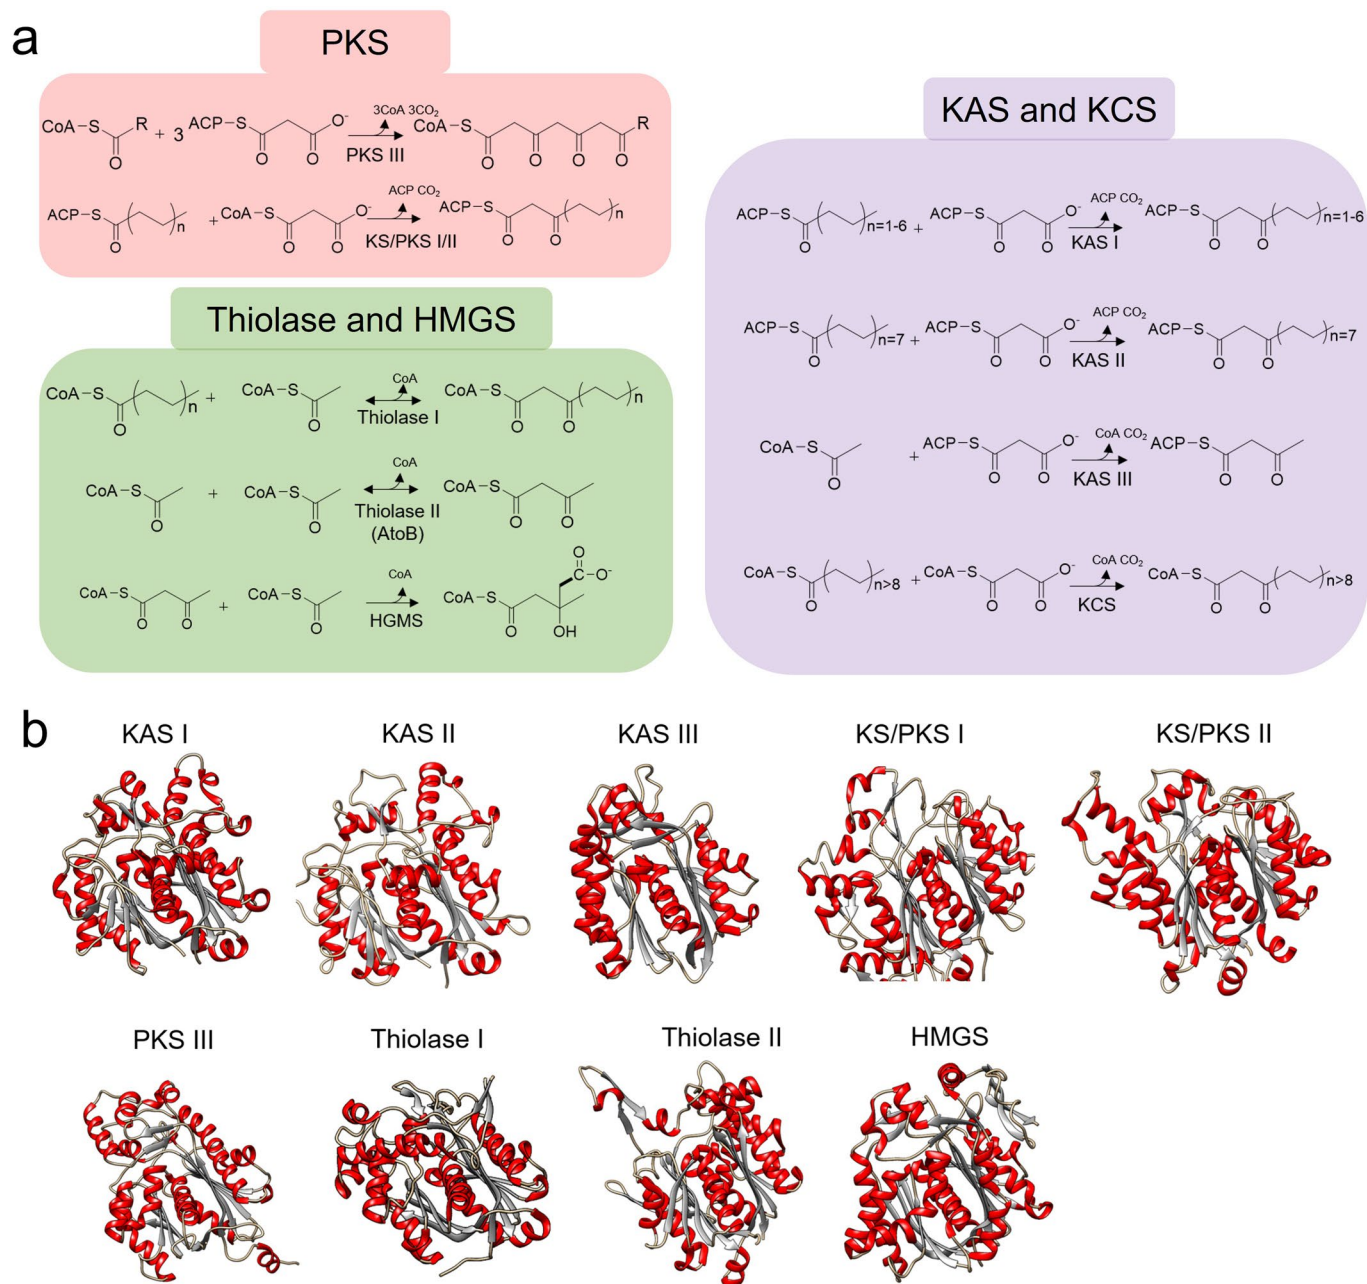 a
PKS
CoA-S R + 3 ACP-S O⁻ 3CoA 3CO₂ CoA-S R
O O O PKS III O O O O
ACP-S n + CoA-S O⁻ ACP CO₂ ACP-S n
O O O KS/PKS I/II O O
Thiolase and HMGS
CoA-S n + CoA-S CoA CoA-S n
O O Thiolase I O O
CoA-S + CoA-S CoA CoA-S
O O Thiolase II O O
(AtoB)
O
CoA-S + CoA-S CoA CoA-S C-O⁻
O O O HGMS O OH
KAS and KCS
ACP-S n=1-6 + ACP-S O⁻ ACP CO₂ ACP-S n=1-6
O O O KAS I O O
ACP-S n=7 + ACP-S O⁻ ACP CO₂ ACP-S n=7
O O O KAS II O O
CoA-S + ACP-S O⁻ CoA CO₂ ACP-S
O O O KAS III O O
CoA-S n>8 + CoA-S O⁻ CoA CO₂ CoA-S n>8
O O O KCS O O
b
KAS I KAS II KAS III KS/PKS I KS/PKS II
PKS III Thiolase I Thiolase II HMGS